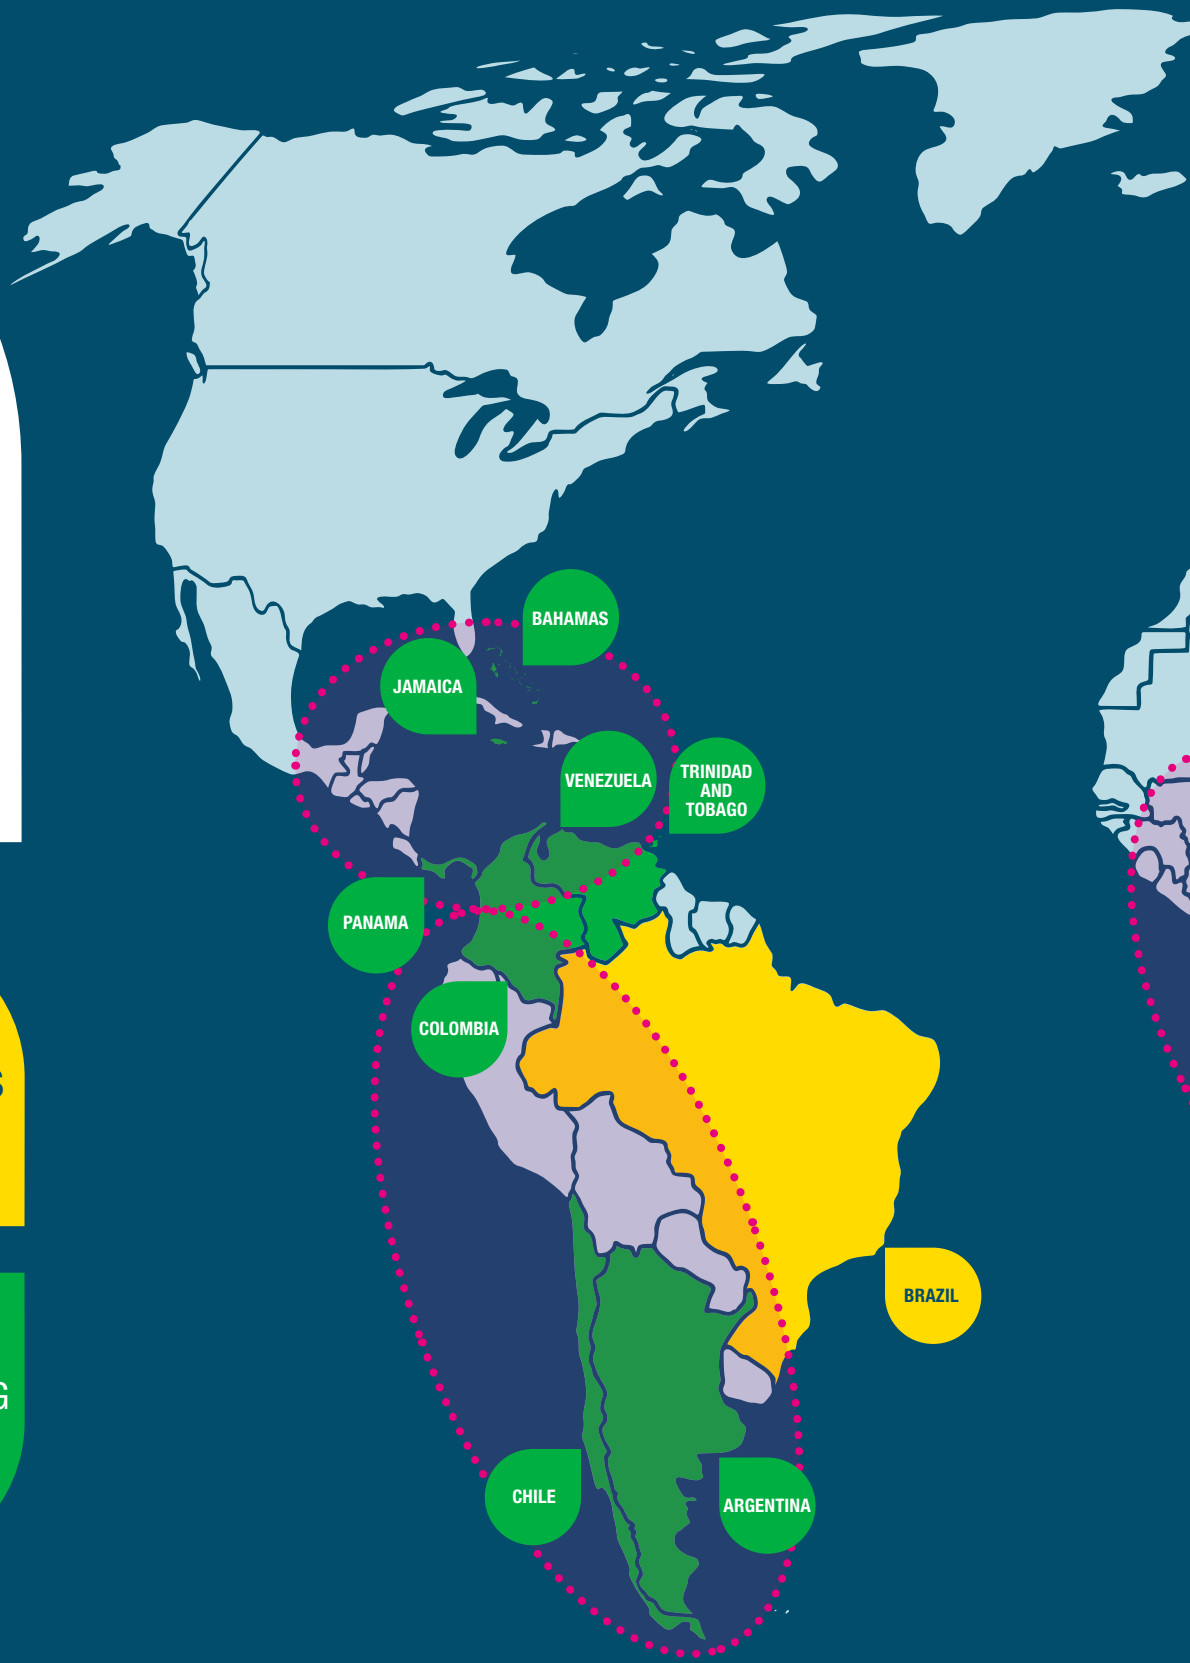 BAHAMAS
JAMAICA
VENEZUELA
TRINIDAD
AND
TOBAGO
PANAMA
COLOMBIA
S
BRAZIL
G
CHILE
ARGENTINA